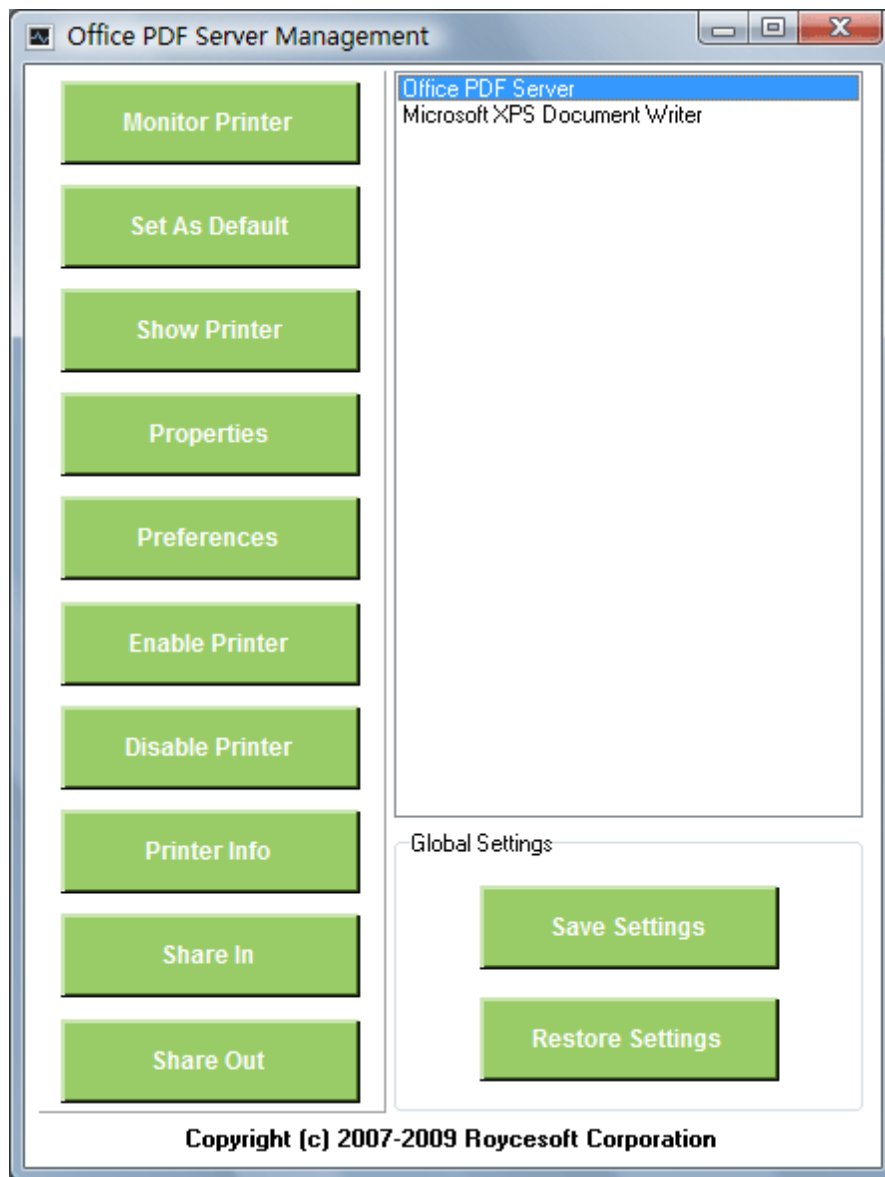 Office PDF Server Management
Monitor Printer
Set As Default
Show Printer
Properties
Preferences
Enable Printer
Disable Printer
Printer Info
Share In
Share Out
Office PDF Server
Microsoft XPS Document Writer
Global Settings
Save Settings
Restore Settings
Copyright (c) 2007-2009 Roycesoft Corporation